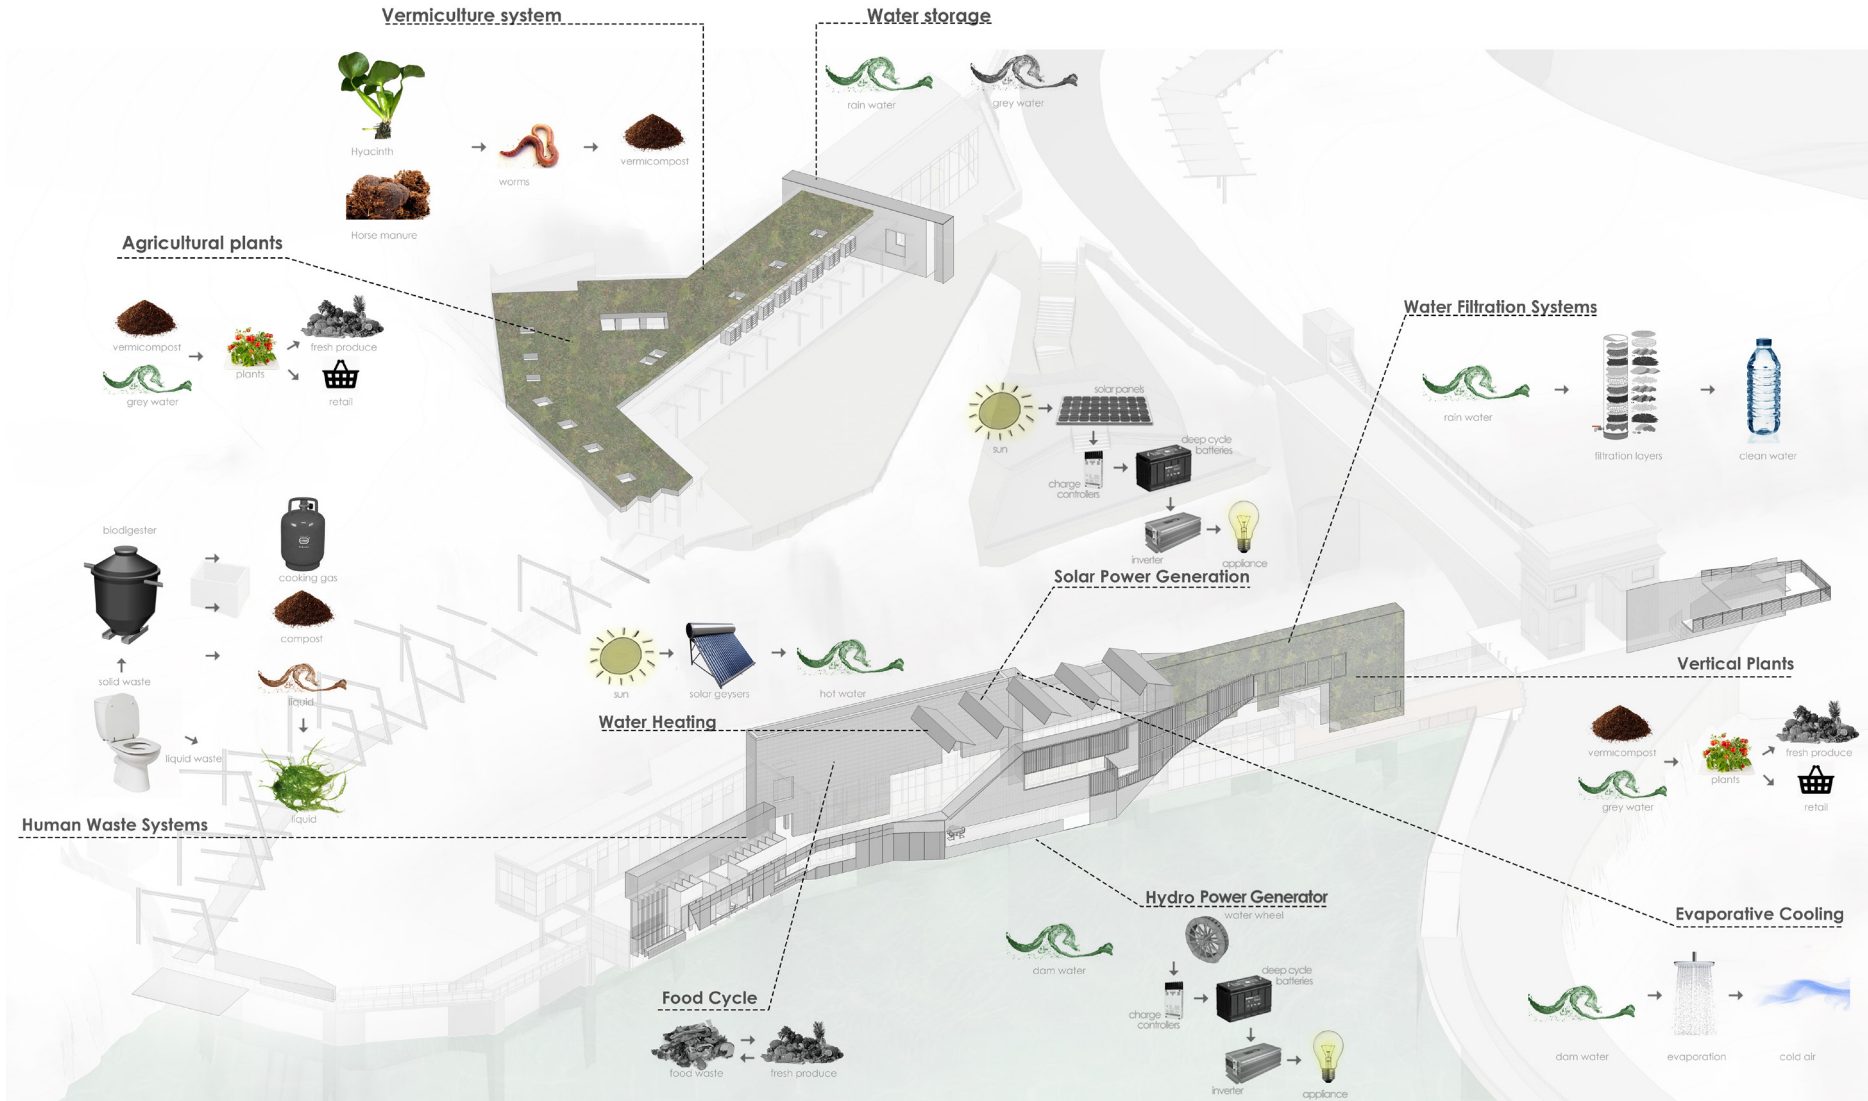 Vermiculture system
Hyacinth
Horse manure
worms
vermicompost
Water storage
rain water
grey water
Agricultural plants
vermicompost
grey water
plants
fresh produce
retail
Water Filtration Systems
rain water
filtration layers
clean water
sun
solar panels
charge
controllers
deep cycle
batteries
inverter
appliance
Solar Power Generation
biodigester
cooking gas
compost
solid waste
liquid
liquid waste
liquid
Human Waste Systems
sun
solar geysers
hot water
Water Heating
Vertical Plants
vermicompost
grey water
plants
fresh produce
retail
Hydro Power Generator
water wheel
dam water
charge
controllers
deep cycle
batteries
inverter
appliance
Evaporative Cooling
dam water
evaporation
cold air
Food Cycle
food waste
fresh produce